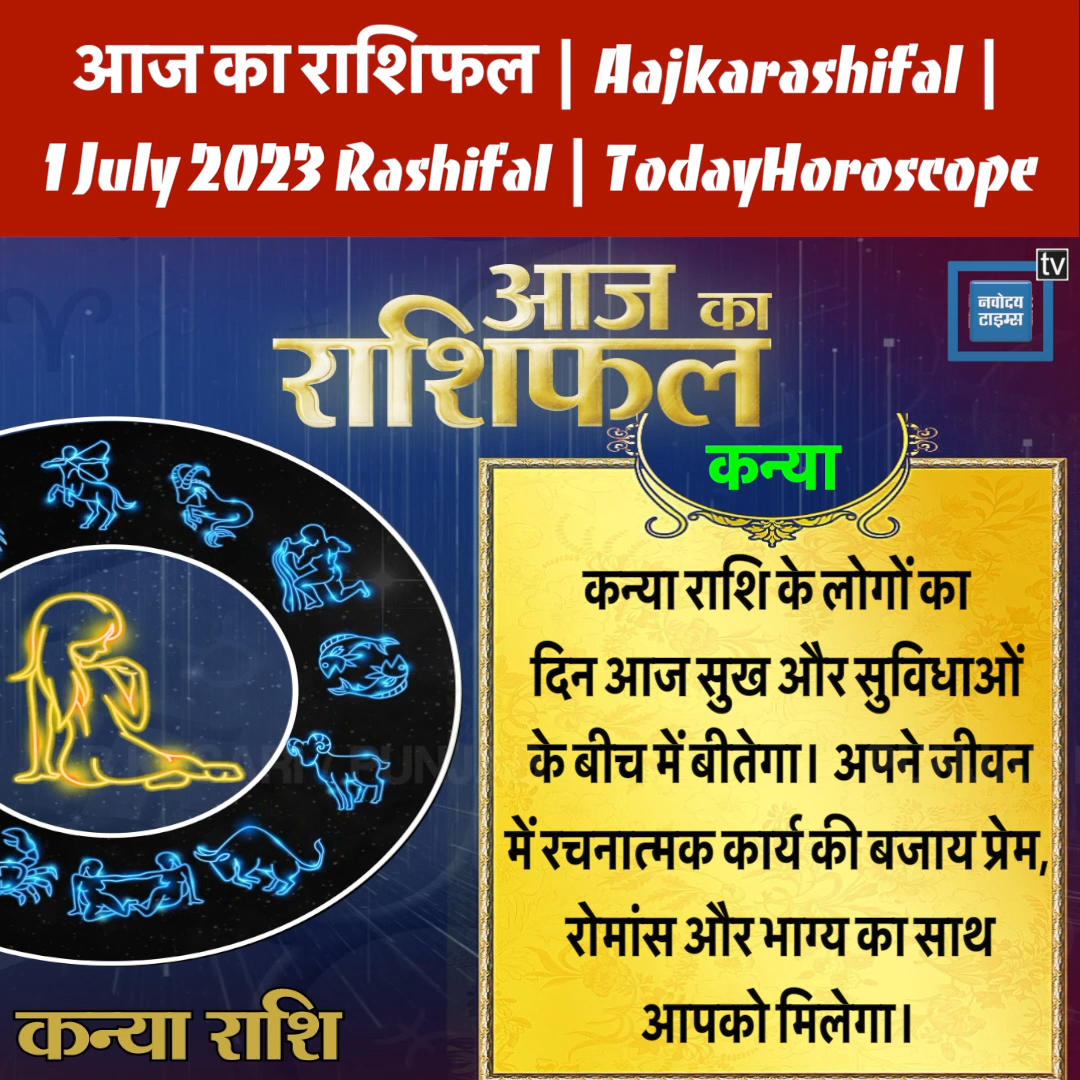 आज का राशिफल | Aajkarashifal |
1 July 2023 Rashifal | TodayHoroscope
tv
नवोदय
टाइम्स
आज का
राशिफल
कन्या
कन्या राशि के लोगों का
दिन आज सुख और सुविधाओं
के बीच में बीतेगा। अपने जीवन
में रचनात्मक कार्य की बजाय प्रेम,
रोमांस और भाग्य का साथ
आपको मिलेगा।
कन्या राशि